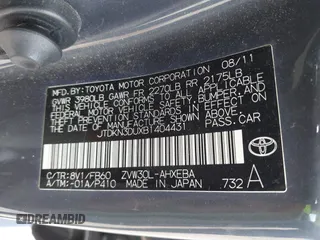 MFD.BY:TOYOTA MOTOR CORPORATION 08/11
GVWR 3980LB GAWR FR 2270LB RR 2175LB
THIS VEHICLE CONFORMS TO ALL APPLICABLE
FEDERAL MOTOR VEHICLE SAFETY, BUMPER, AND
THEFT PREVENTION STANDARDS IN EFFECT ON
THE DATE OF MANUFACTURE SHOWN ABOVE.
JTDKN3DUXB1404431 PASS.CAR
C/TR:8V1/FB60 ZVW30L-AHXEBA
A/TM:-01A/P410 MADE IN JAPAN 732 A
TOYOTA
DREAMBID